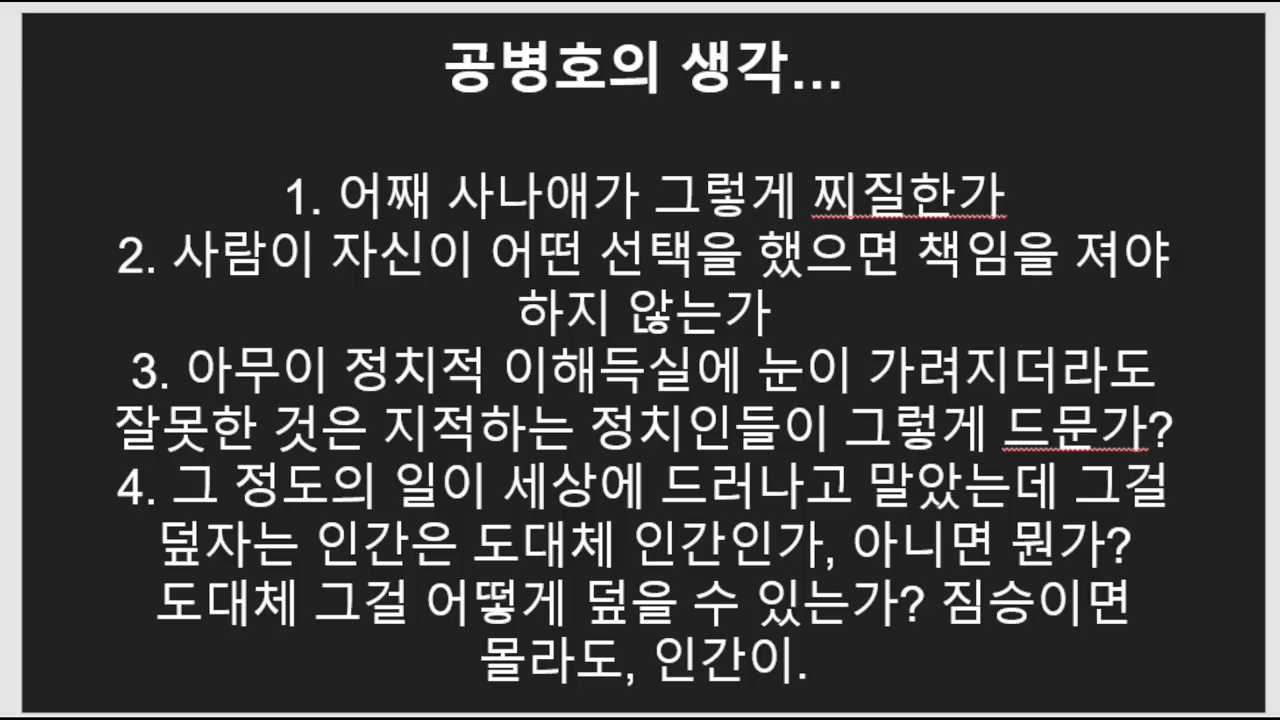 공병호의 생각...
1. 어째 사나애가 그렇게 찌질한가
2. 사람이 자신이 어떤 선택을 했으면 책임을 져야
하지 않는가
3. 아무이 정치적 이해득실에 눈이 가려지더라도
잘못한 것은 지적하는 정치인들이 그렇게 드문가?
4. 그 정도의 일이 세상에 드러나고 말았는데 그걸
덮자는 인간은 도대체 인간인가, 아니면 뭔가?
도대체 그걸 어떻게 덮을 수 있는가? 짐승이면
몰라도, 인간이.